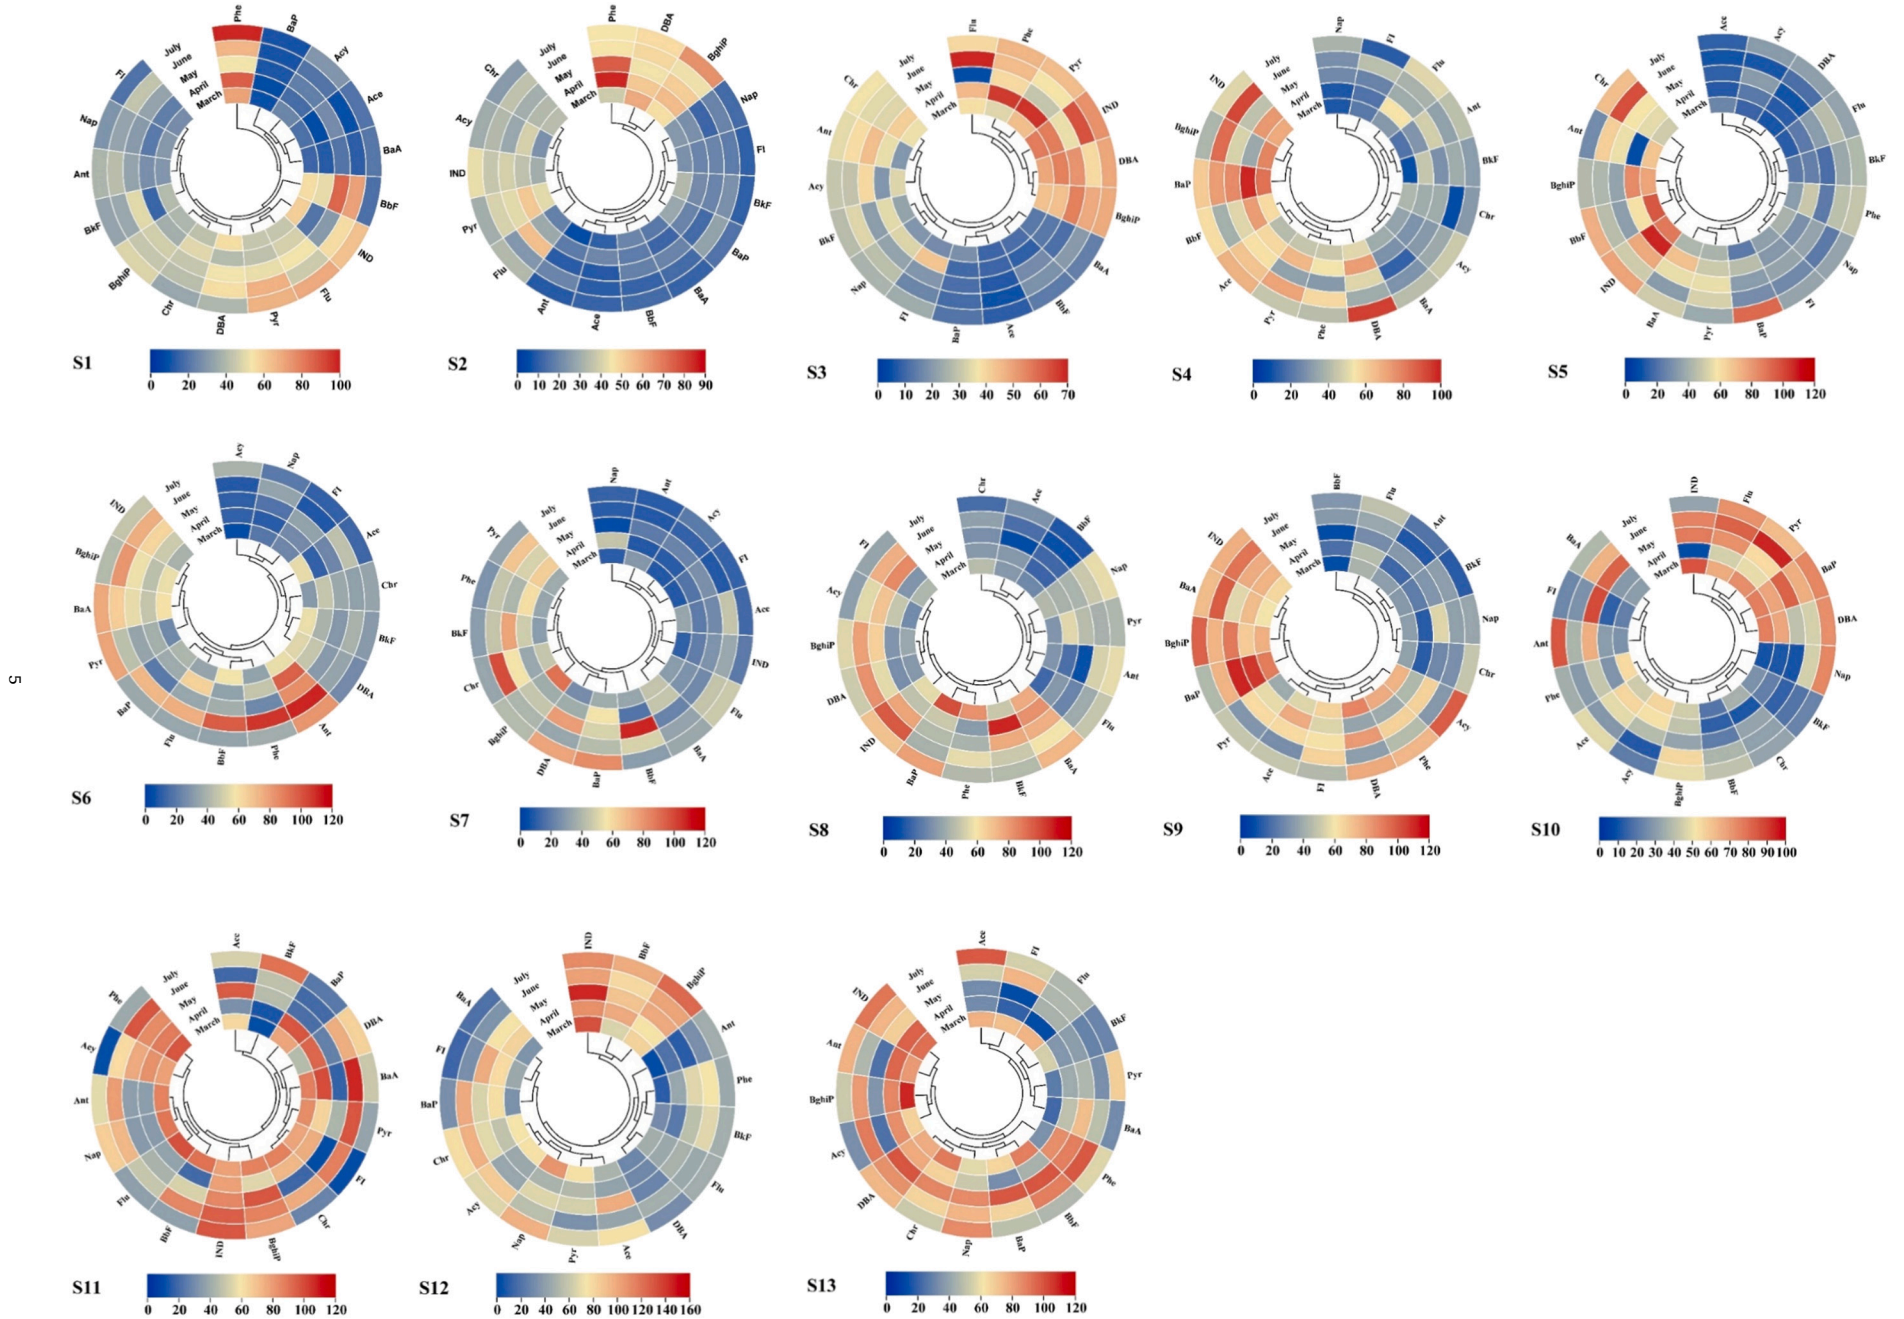 Phe BaP Acy Ace BaA BbF IND Flu Pyr DBA Chr BghiP BkF Ant Nap FI
July June May April March
S1
0 20 40 60 80 100
Phe DBA BghiP Nap FI BkF BaP BaA BbF Ace Ant Flu Pyr IND Acy Chr
July June May April March
S2
0 10 20 30 40 50 60 70 80 90
Flu Phe Pyr IND DBA BghiP BaA BbF Ace BaP FI Nap BkF Acy Ant Chr
July June May April March
S3
0 10 20 30 40 50 60 70
Nap FI Flu Ant BkF Chr Acy BaA DBA Phe Pyr Ace BbF BaP BghiP IND
July June May April March
S4
0 20 40 60 80 100
Ace Acy DBA Flu BkF Phe Nap FI BaP Pyr BaA IND BbF BghiP Ant Chr
July June May April March
S5
0 20 40 60 80 100 120
Acy Nap FI Ace Chr BkF DBA Ant Phe BbF Flu BaP Pyr BaA BghiP IND
July June May April March
S6
0 20 40 60 80 100 120
Nap Ant Acy FI Ace IND Flu BaA BbF BaP DBA BghiP Chr BkF Phe Pyr
July June May April March
S7
0 20 40 60 80 100 120
Chr Ace BbF Nap Pyr Ant Flu BaA BkF Phe BaP IND DBA BghiP Acy FI
July June May April March
S8
0 20 40 60 80 100 120
BbF Flu Ant BkF Nap Chr Acy Phe DBA FI Ace Pyr BaP BghiP BaA IND
July June May April March
S9
0 20 40 60 80 100 120
IND Flu Pyr BaP DBA Nap BkF Chr BbF BghiP Acy Ace Phe Ant FI BaA
July June May April March
S10
0 10 20 30 40 50 60 70 80 90 100
Ace BkF BaP DBA BaA Pyr FI Chr BghiP IND BbF Flu Nap Ant Acy Phe
July June May April March
S11
0 20 40 60 80 100 120
IND BbF BghiP Ant Phe BkF Flu DBA Ace Pyr Nap Acy Chr BaP FI BaA
July June May April March
S12
0 20 40 60 80 100 120 140 160
Ace FI Flu BkF Pyr BaA Phe BbF BaP Nap Chr DBA Acy BghiP Ant IND
July June May April March
S13
0 20 40 60 80 100 120
5